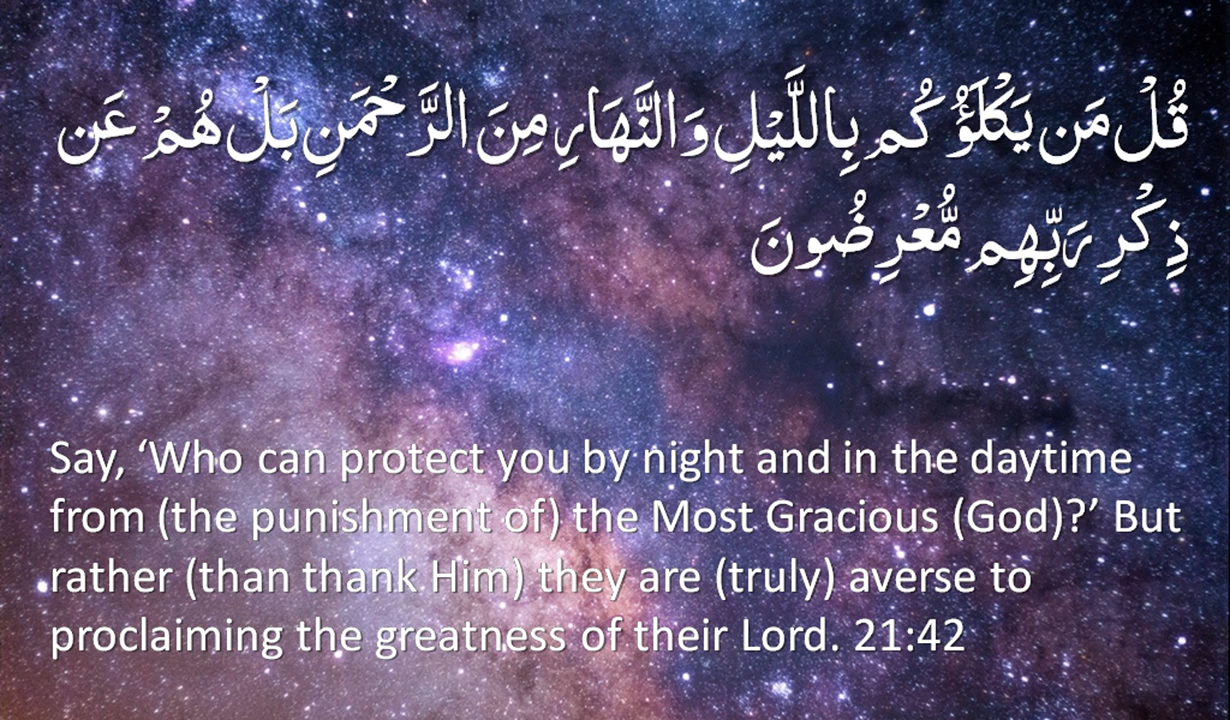 قُلْ مَن يَكْلَؤُكُم بِاللَّيْلِ وَالنَّهَارِ مِنَ الرَّحْمَنِ بَلْ هُمْ عَن
ذِكْرِ رَبِّهِم مُّعْرِضُونَ
Say, ‘Who can protect you by night and in the daytime
from (the punishment of) the Most Gracious (God)?’ But
rather (than thank Him) they are (truly) averse to
proclaiming the greatness of their Lord. 21:42